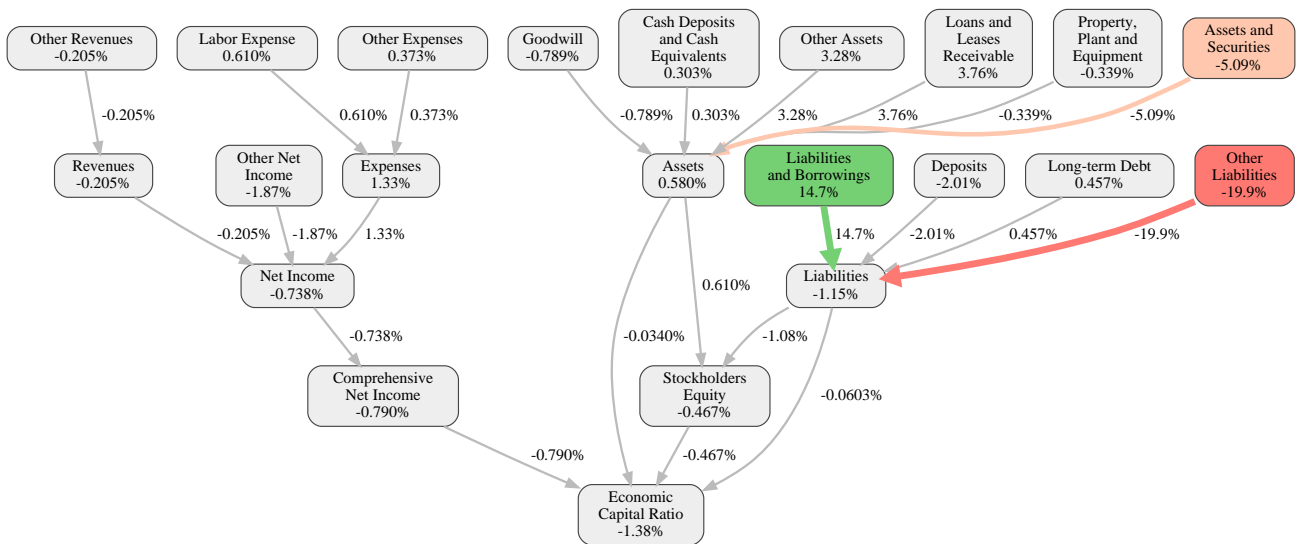 Other Revenues
-0.205%
Labor Expense
0.610%
Other Expenses
0.373%
Goodwill
-0.789%
Cash Deposits
and Cash
Equivalents
0.303%
Other Assets
3.28%
Loans and
Leases
Receivable
3.76%
Property,
Plant and
Equipment
-0.339%
Assets and
Securities
-5.09%
-0.205%
0.610%
0.373%
-0.789%
0.303%
3.28%
3.76%
-0.339%
-5.09%
Revenues
-0.205%
Other Net
Income
-1.87%
Expenses
1.33%
Assets
0.580%
Liabilities
and Borrowings
14.7%
Deposits
-2.01%
Long-term Debt
0.457%
Other
Liabilities
-19.9%
-0.205%
-1.87%
1.33%
14.7%
-2.01%
0.457%
-19.9%
Net Income
-0.738%
Liabilities
-1.15%
0.610%
-0.738%
-0.0340%
-1.08%
Comprehensive
Net Income
-0.790%
Stockholders
Equity
-0.467%
-0.0603%
-0.790%
-0.467%
Economic
Capital Ratio
-1.38%